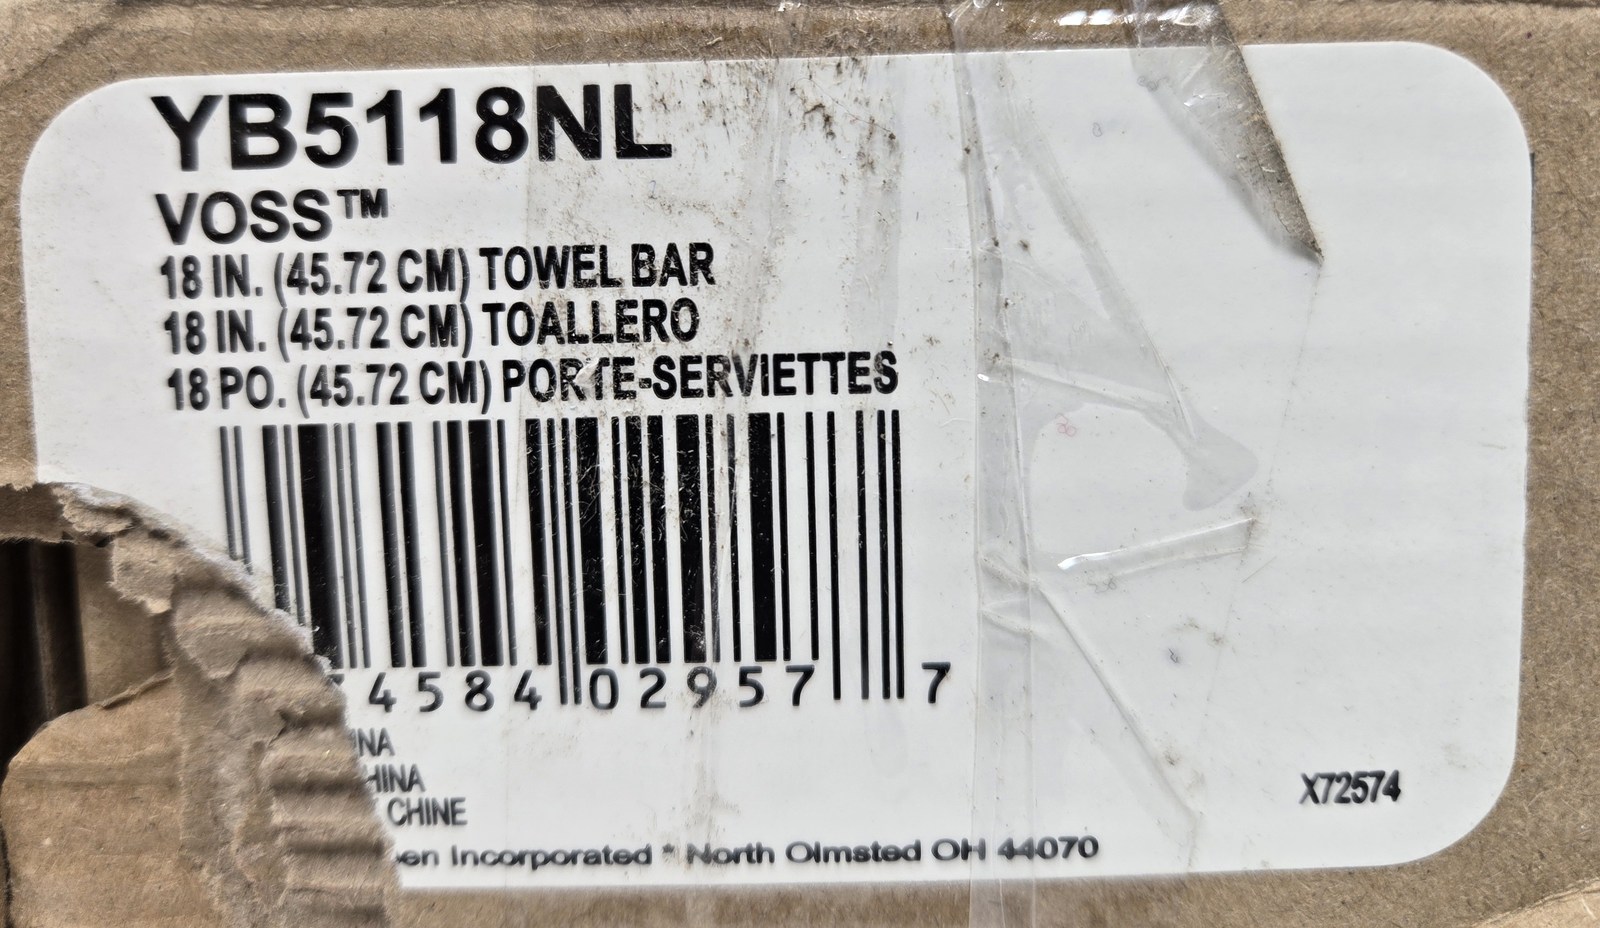 YB5118NL
VOSS™
18 IN. (45.72 CM) TOWEL BAR
18 IN. (45.72 CM) TOALLERO
18 PO. (45.72 CM) PORTE-SERVIETTES
4584 02957 7
CHINE
X72574
Incorporated * North Olmsted OH 44070